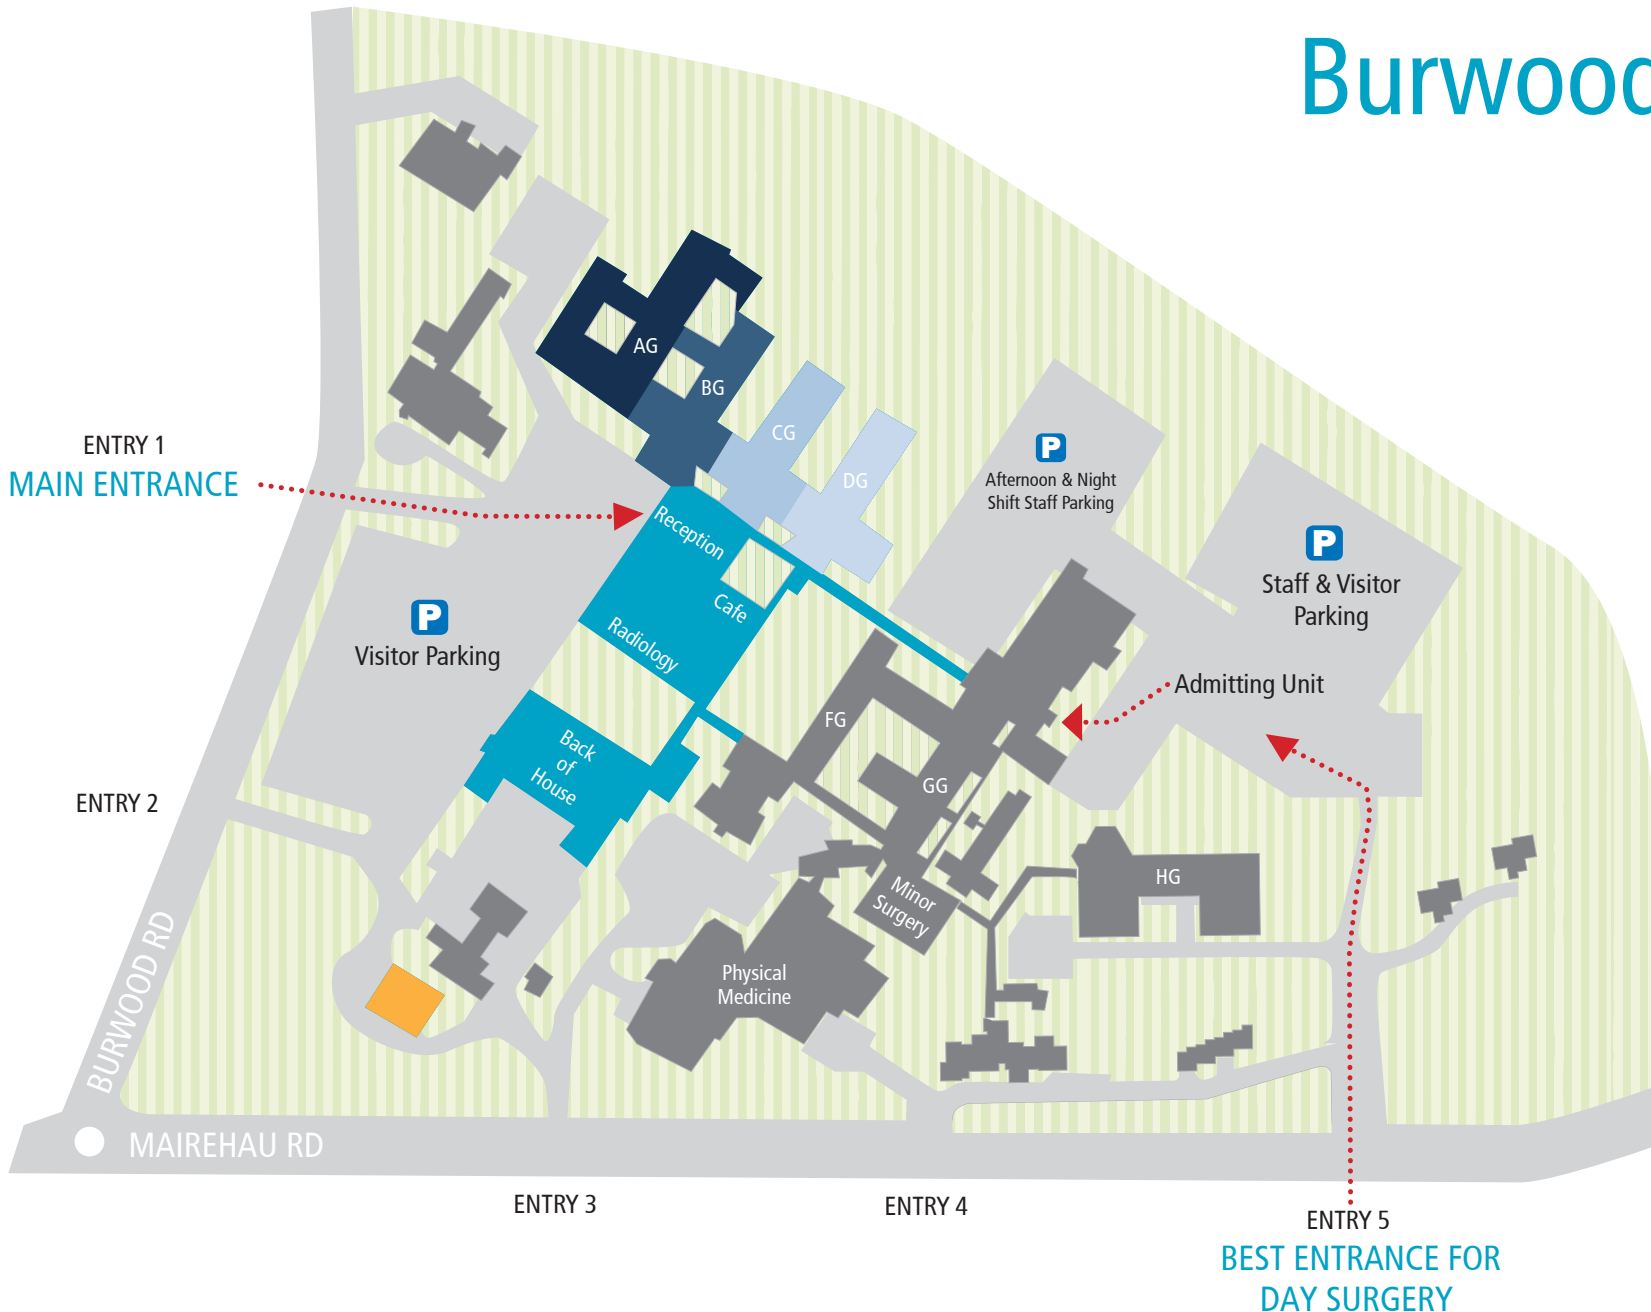 Burwood
ENTRY 1
MAIN ENTRANCE
AG
BG
CG
DG
P
Afternoon & Night
Shift Staff Parking
P
Staff & Visitor
Parking
Reception
Cafe
Radiology
P
Visitor Parking
Admitting Unit
FG
GG
Back
of
House
ENTRY 2
HG
Minor
Surgery
Physical
Medicine
BURWOOD RD
MAIREHAU RD
ENTRY 3
ENTRY 4
ENTRY 5
BEST ENTRANCE FOR
DAY SURGERY